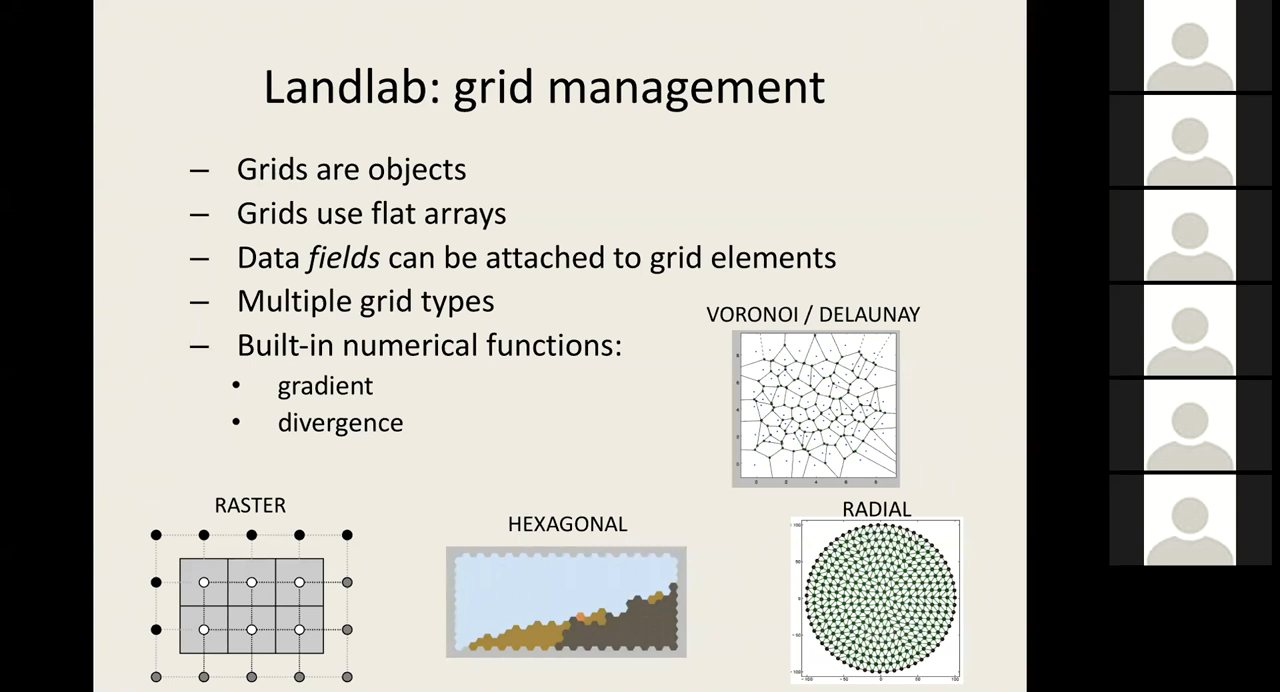 Landlab: grid management
– Grids are objects
– Grids use flat arrays
– Data fields can be attached to grid elements
– Multiple grid types
– Built-in numerical functions:
• gradient
• divergence
VORONOI / DELAUNAY
RASTER
HEXAGONAL
RADIAL